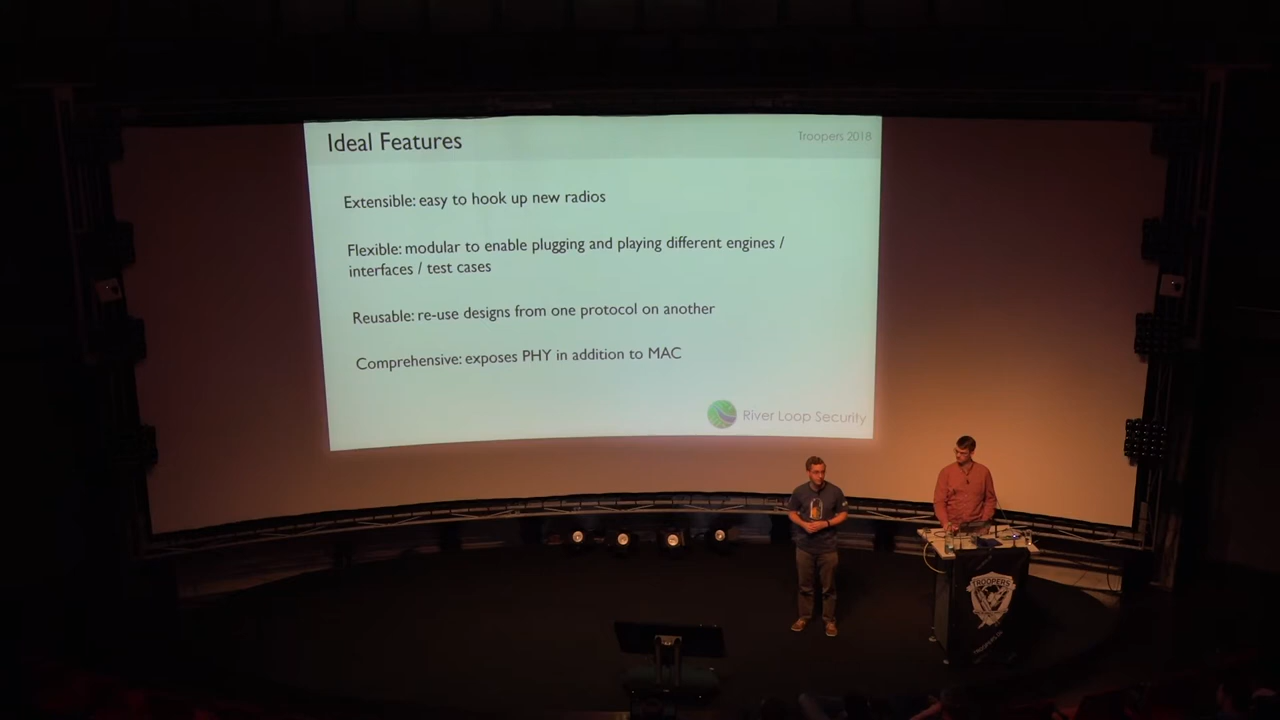 Ideal Features
Troopers 2018
Extensible: easy to hook up new radios
Flexible: modular to enable plugging and playing different engines /
interfaces / test cases
Reusable: re-use designs from one protocol on another
Comprehensive: exposes PHY in addition to MAC
River Loop Security
TROOPERS